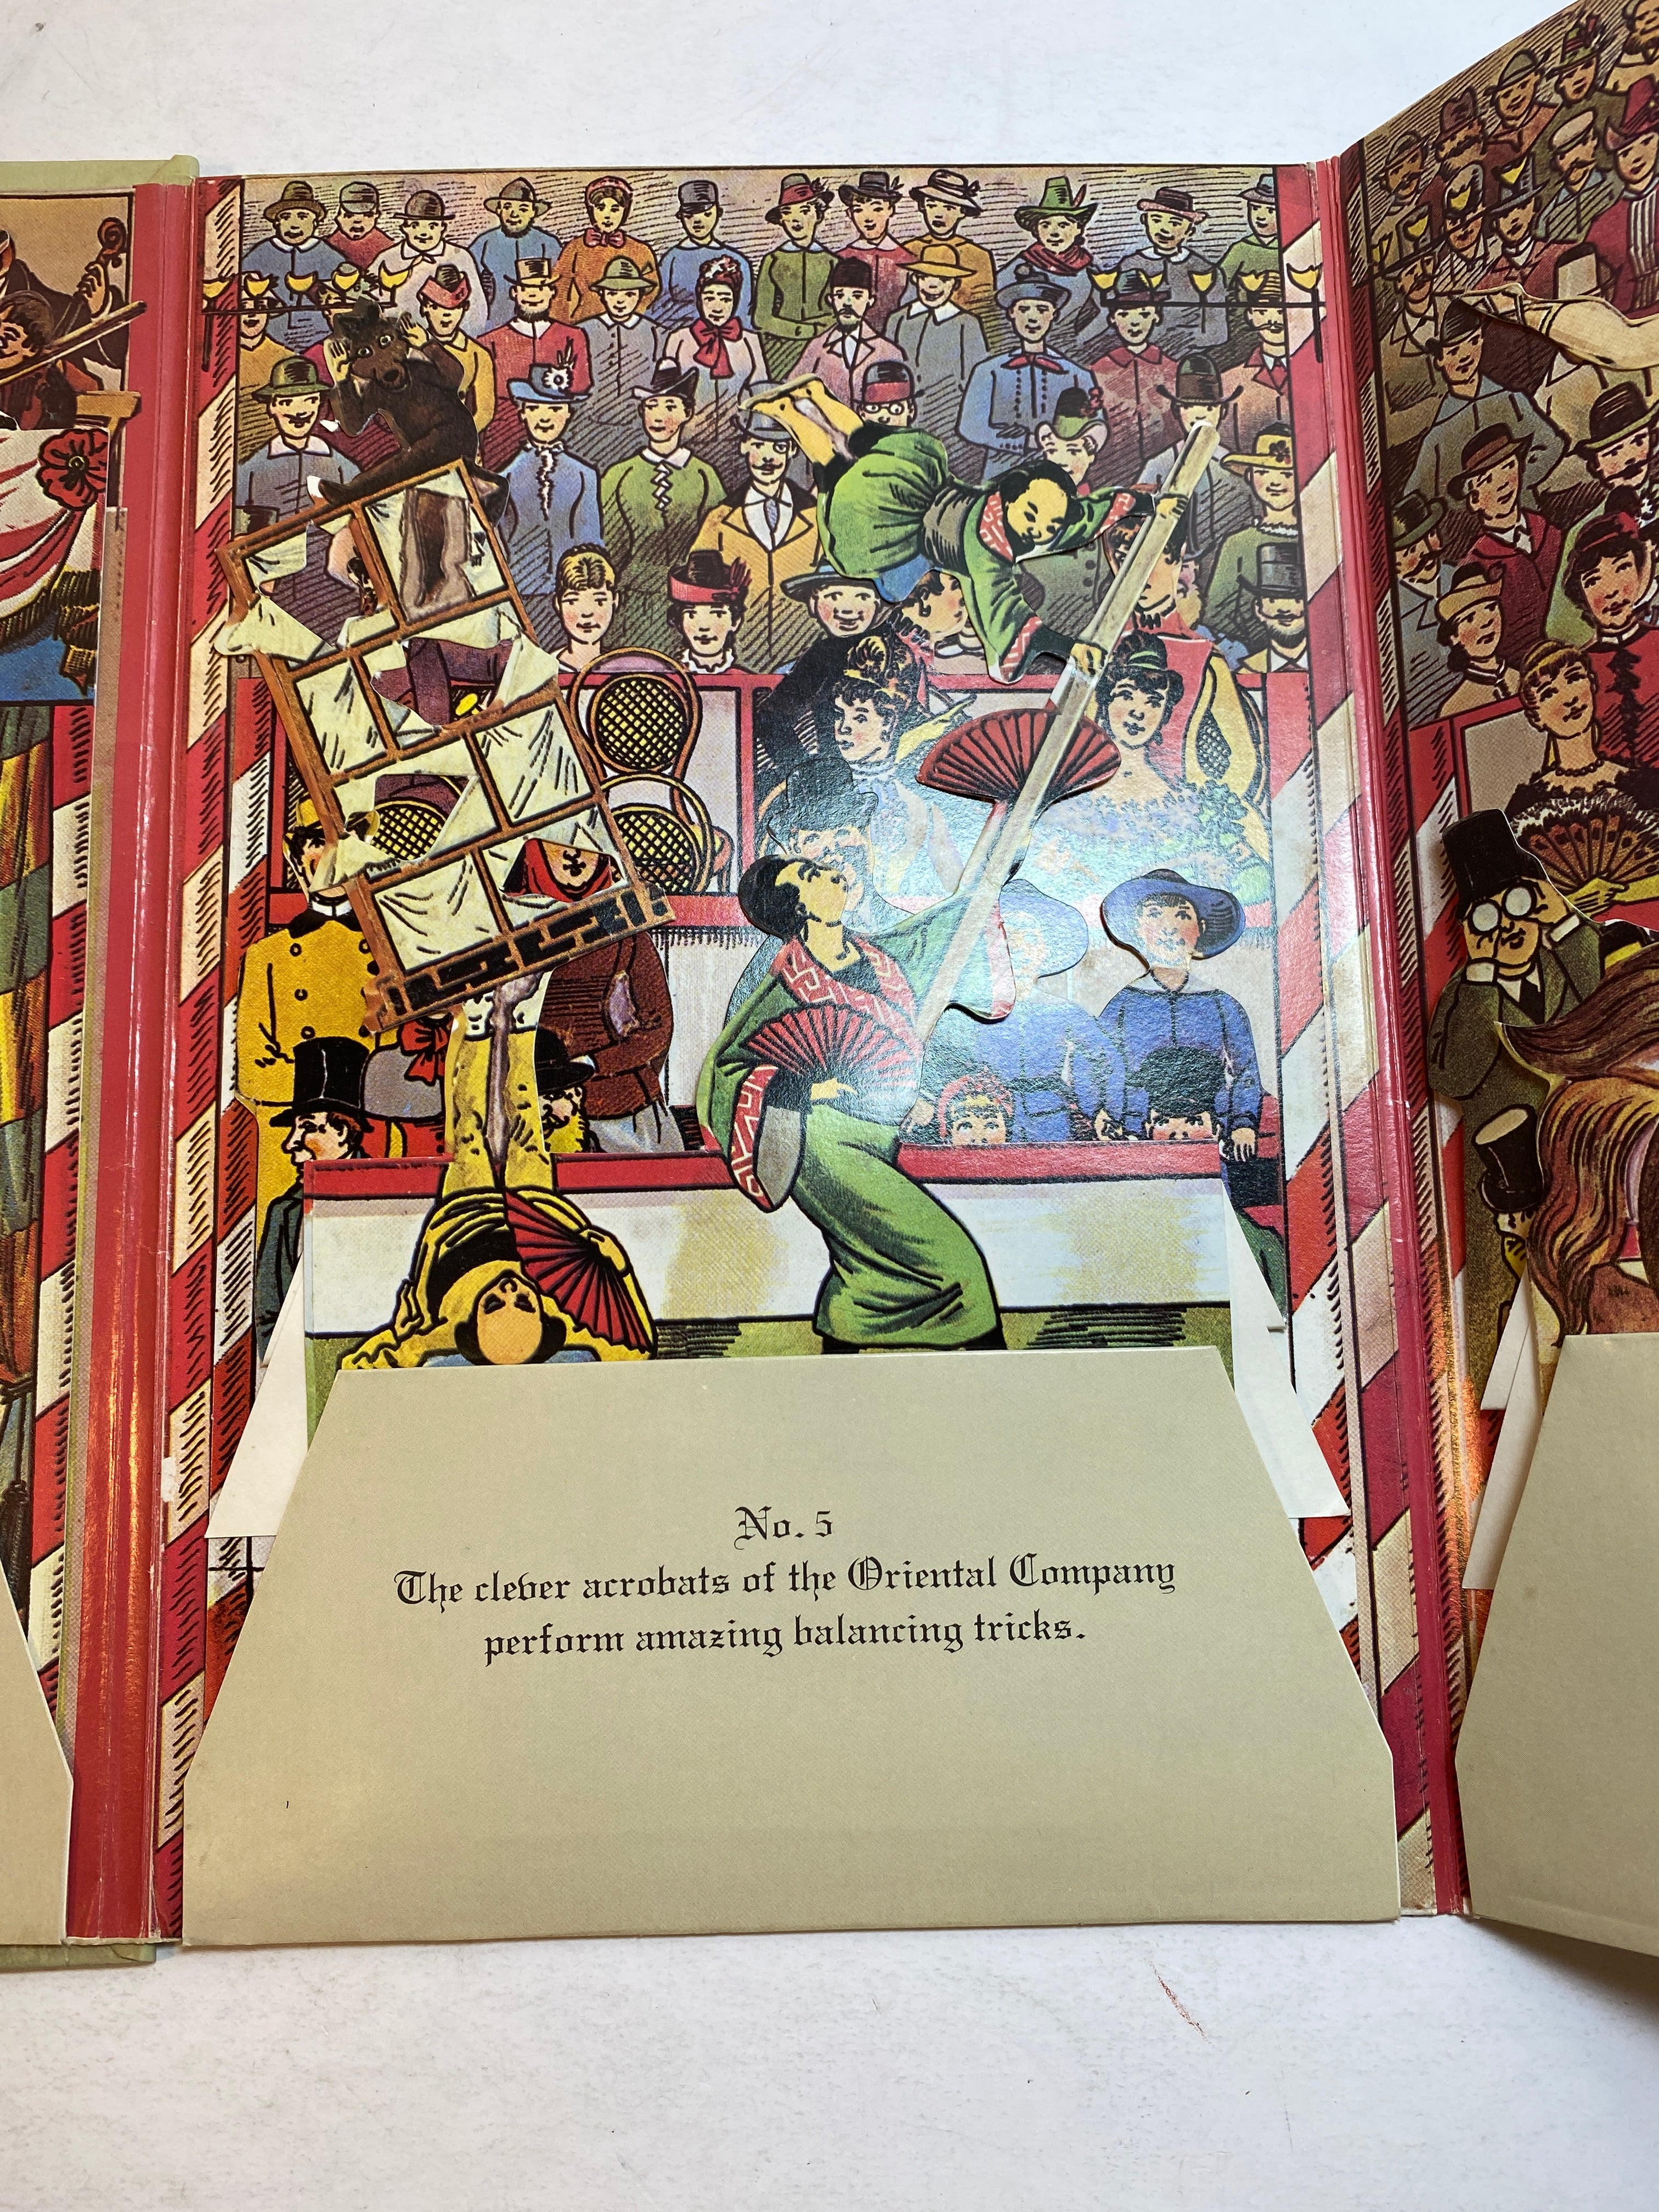 No. 5
The clever acrobats of the Oriental Company
perform amazing balancing tricks.